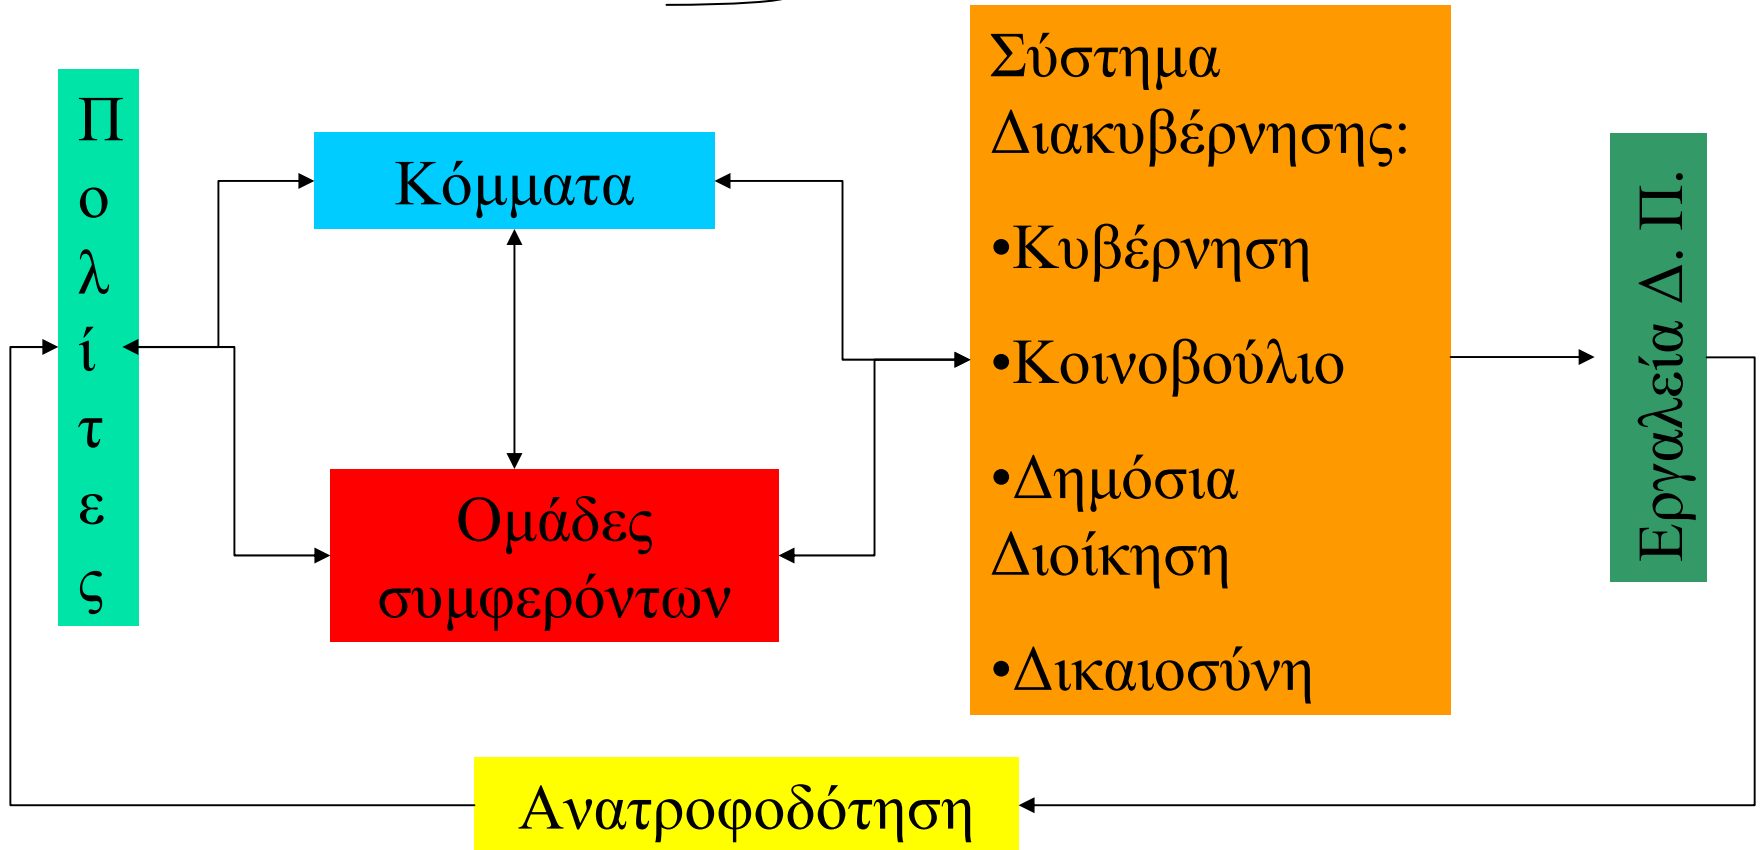 Πολίτες
Κόμματα
Ομάδες
συμφερόντων
Σύστημα
Διακυβέρνησης:
•Κυβέρνηση
•Κοινοβούλιο
•Δημόσια
Διοίκηση
•Δικαιοσύνη
Εργαλεία Δ. Π.
Ανατροφοδότηση